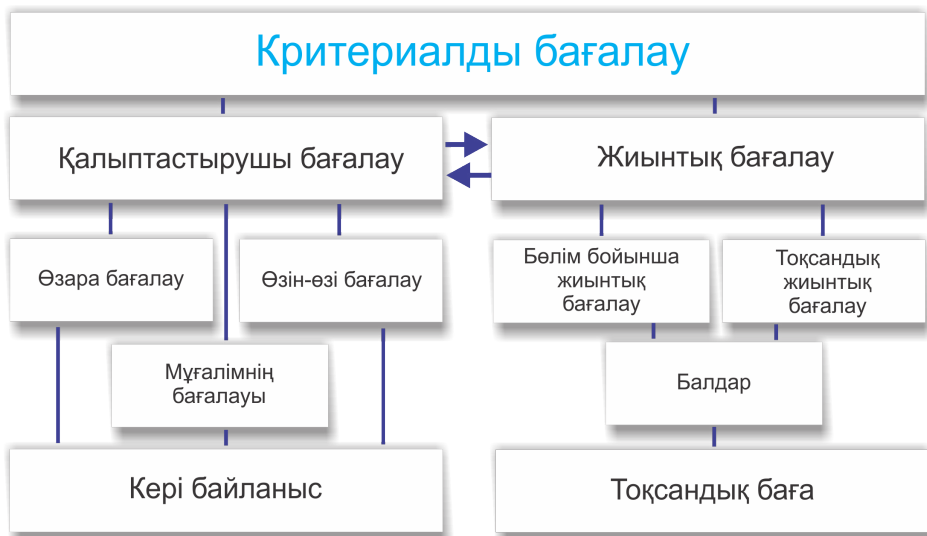 Критериалды бағалау
Қалыптастырушы бағалау
Жиынтық бағалау
Өзара бағалау
Өзін-өзі бағалау
Бөлім бойынша
жиынтық
бағалау
Тоқсандық
жиынтық
бағалау
Мұғалімнің
бағалауы
Балдар
Кері байланыс
Тоқсандық баға